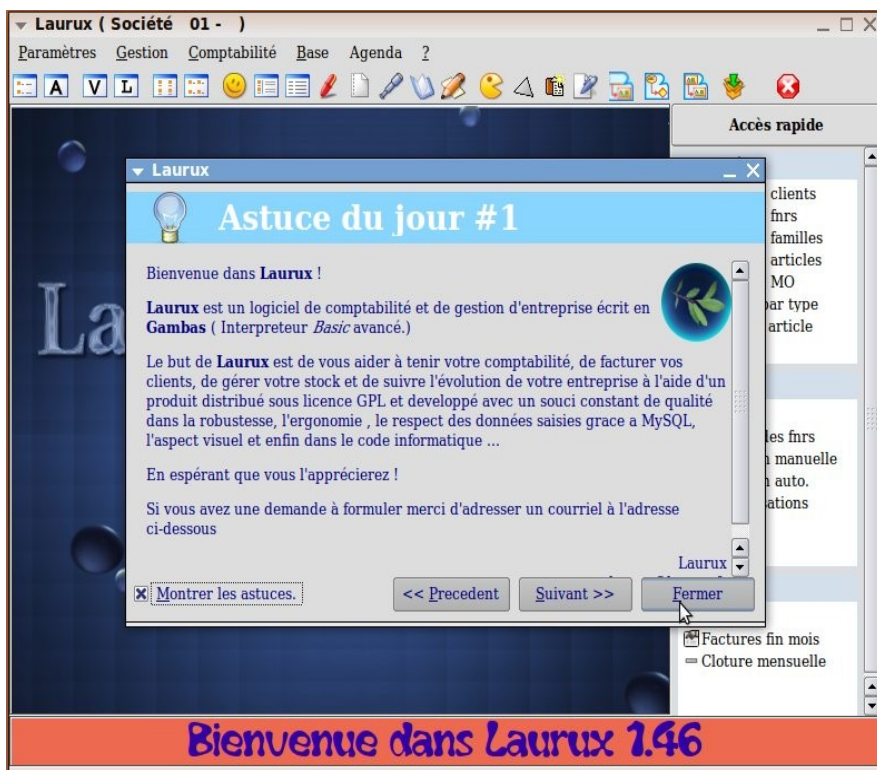 Laurux ( Société 01 - )
Paramètres Gestion Comptabilité Base Agenda ?
A V L
Accès rapide
Laurux
Astuce du jour #1
Bienvenue dans Laurux !
Laurux est un logiciel de comptabilité et de gestion d'entreprise écrit en
Gambas ( Interpreteur Basic avancé.)
Le but de Laurux est de vous aider à tenir votre comptabilité, de facturer vos
clients, de gérer votre stock et de suivre l'évolution de votre entreprise à l'aide d'un
produit distribué sous licence GPL et developpé avec un souci constant de qualité
dans la robustesse, l'ergonomie , le respect des données saisies grace a MySQL,
l'aspect visuel et enfin dans le code informatique ...
En espérant que vous l'apprécierez !
Si vous avez une demande à formuler merci d'adresser un courriel à l'adresse
ci-dessous
Laurux
Montrer les astuces.
<< Precedent
Suivant >>
Fermer
La
clients
fnrs
familles
articles
MO
par type
article
des fnrs
manuelle
auto.
Factures fin mois
Cloture mensuelle
Bienvenue dans Laurux 1.46